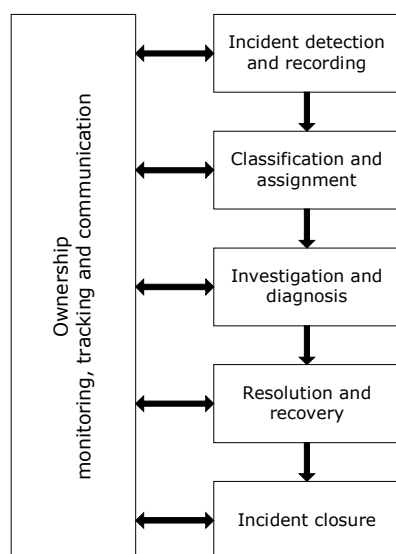 Ownership
monitoring, tracking and communication
Incident detection
and recording
Classification and
assignment
Investigation and
diagnosis
Resolution and
recovery
Incident closure